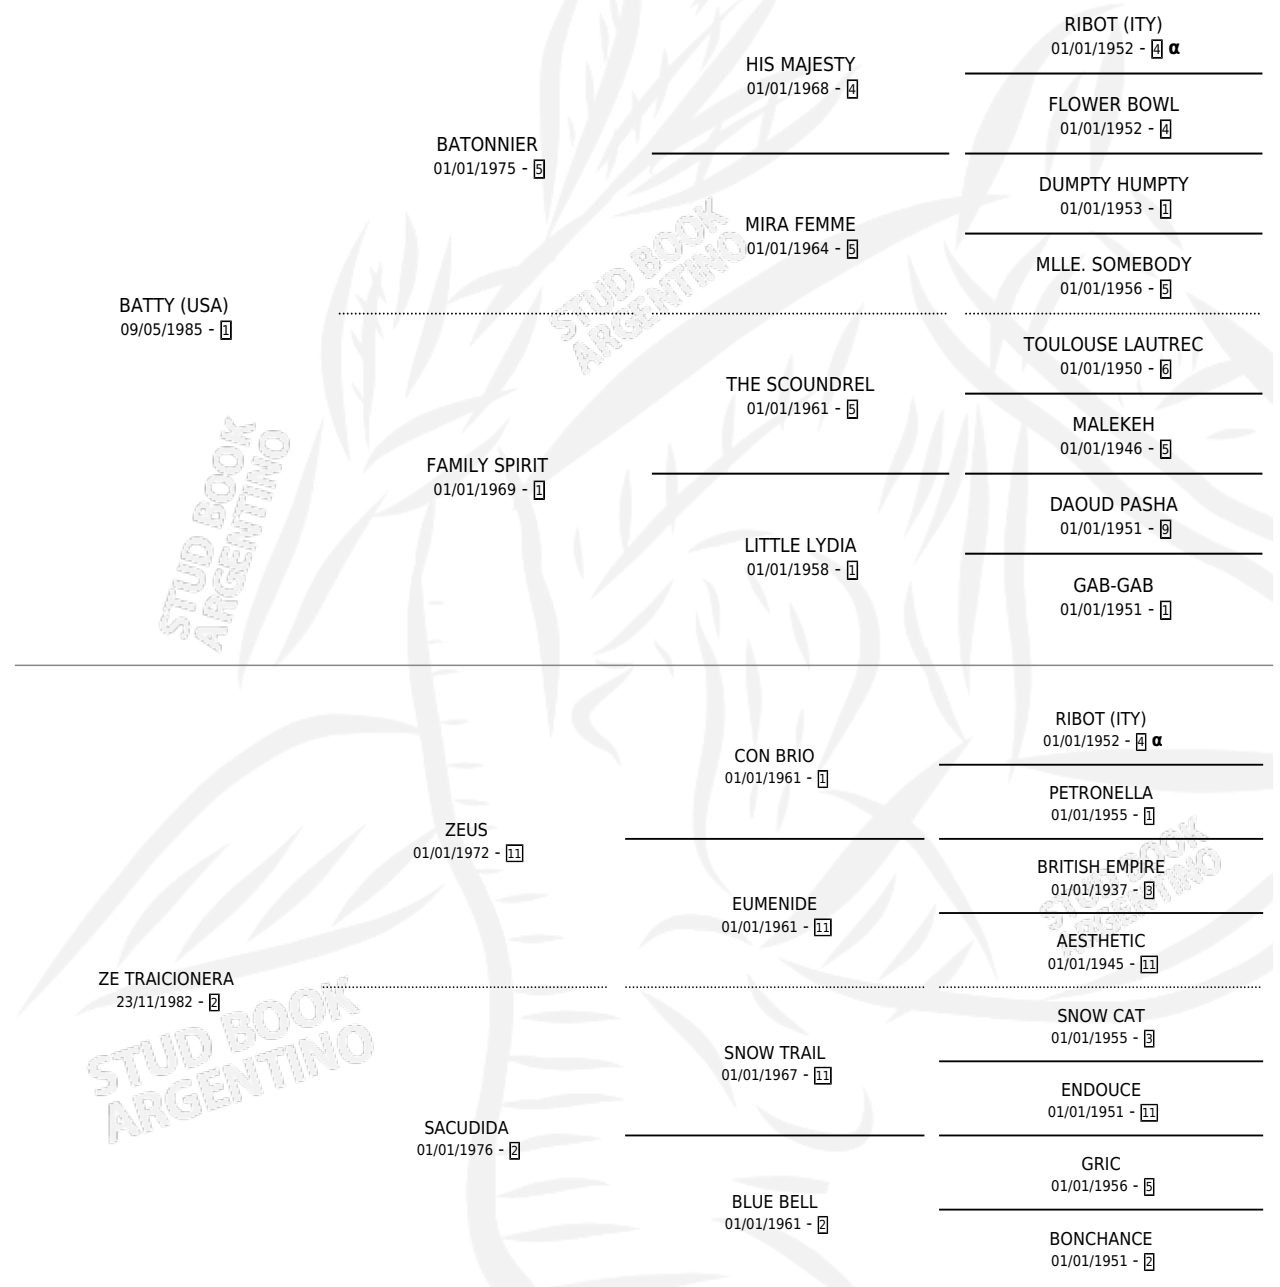 BATTY (USA)
09/05/1985 - 1
BATONNIER
01/01/1975 - 5
FAMILY SPIRIT
01/01/1969 - 1
HIS MAJESTY
01/01/1968 - 4
MIRA FEMME
01/01/1964 - 5
THE SCOUNDREL
01/01/1961 - 5
LITTLE LYDIA
01/01/1958 - 1
RIBOT (ITY)
01/01/1952 - 4 α
FLOWER BOWL
01/01/1952 - 4
DUMPTY HUMPTY
01/01/1953 - 1
MLLE. SOMEBODY
01/01/1956 - 5
TOULOUSE LAUTREC
01/01/1950 - 6
MALEKEH
01/01/1946 - 5
DAOUD PASHA
01/01/1951 - 9
GAB-GAB
01/01/1951 - 1
ZE TRAICIONERA
23/11/1982 - 2
ZEUS
01/01/1972 - 11
SACUDIDA
01/01/1976 - 2
CON BRIO
01/01/1961 - 1
EUMENIDE
01/01/1961 - 11
SNOW TRAIL
01/01/1967 - 11
BLUE BELL
01/01/1961 - 2
RIBOT (ITY)
01/01/1952 - 4 α
PETRONELLA
01/01/1955 - 1
BRITISH EMPIRE
01/01/1937 - 3
AESTHETIC
01/01/1945 - 11
SNOW CAT
01/01/1955 - 3
ENDOUCE
01/01/1951 - 11
GRIC
01/01/1956 - 5
BONCHANCE
01/01/1951 - 2
STUD BOOK
ARGENTINO
STUD BOOK
ARGENTINO
STUD BOOK
ARGENTINO
STUD BOOK
ARGENTINO